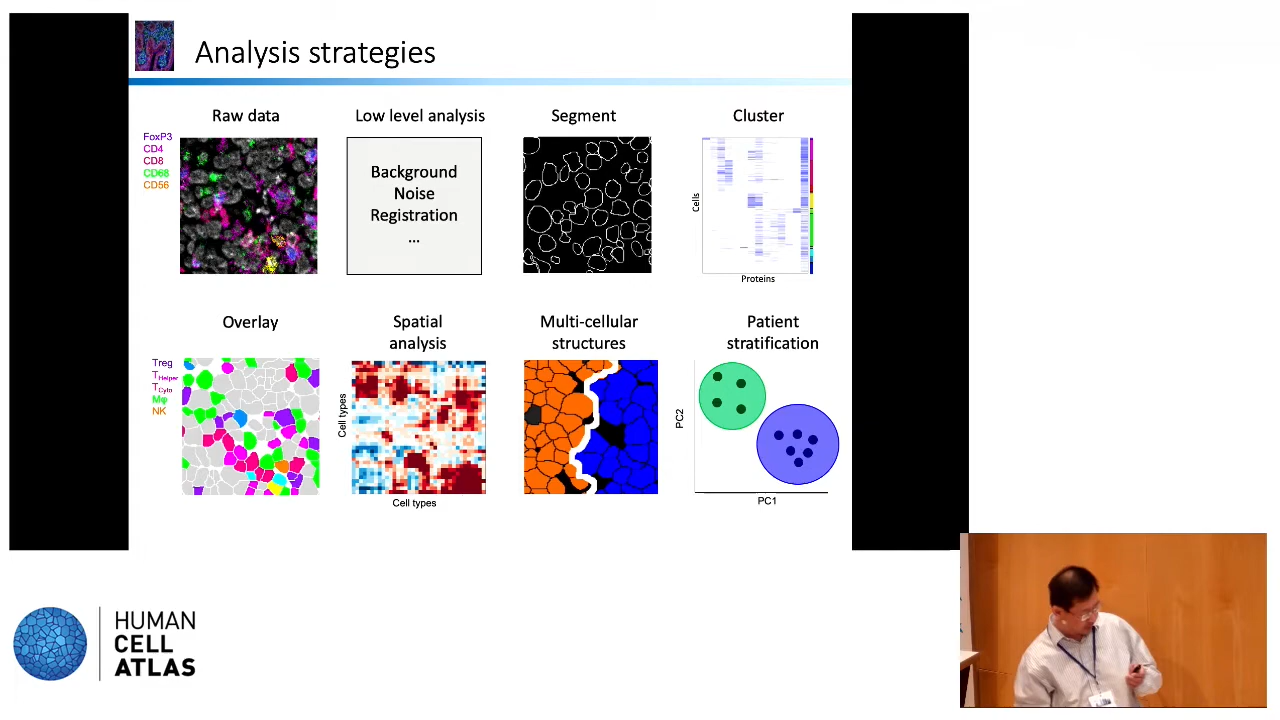 Analysis strategies
Raw data
Low level analysis
Segment
Cluster
FoxP3
CD4
CD8
CD68
CD56
Background
Noise
Registration
...
Cells
Proteins
Overlay
Spatial
analysis
Multi-cellular
structures
Patient
stratification
Treg
THelper
TCyto
Mφ
NK
Cell types
Cell types
PC2
PC1
HUMAN
CELL
ATLAS